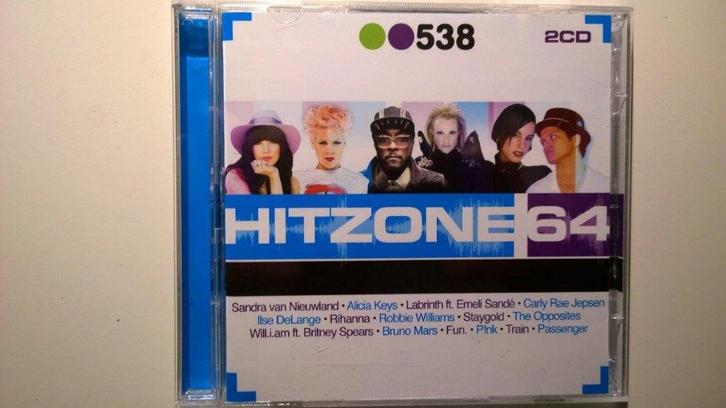 538
2CD
HITZONE 64
Sandra van Nieuwland • Alicia Keys • Labrinth ft. Emeli Sandé • Carly Rae Jepsen
Ilse DeLange • Rihanna • Robbie Williams • Staygold • The Opposites
Will.i.am ft. Britney Spears • Bruno Mars • Fun. • P!nk • Train • Passenger